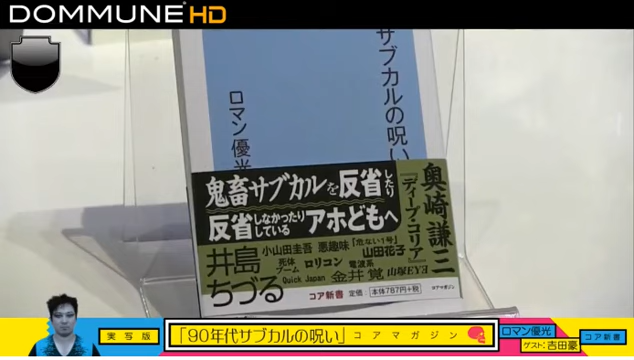 DOMMUNE HD
サブカルの呪い
ロマン優光
鬼畜サブカルを反省したり
反省しなかったりしている アホどもへ
奥崎謙三
『ディープ・コリア』
井島ちづる
小山田圭吾 悪趣味 「危ない1号」
死体ブーム ロリコン 電波系 山田花子
Quick Japan 金井覚 山塚EYE
コア新書 定価 本体787円+税 コアマガジン
実写版 「90年代サブカルの呪い」 コアマガジン
ロマン優光
ゲスト:吉田豪
コア新書